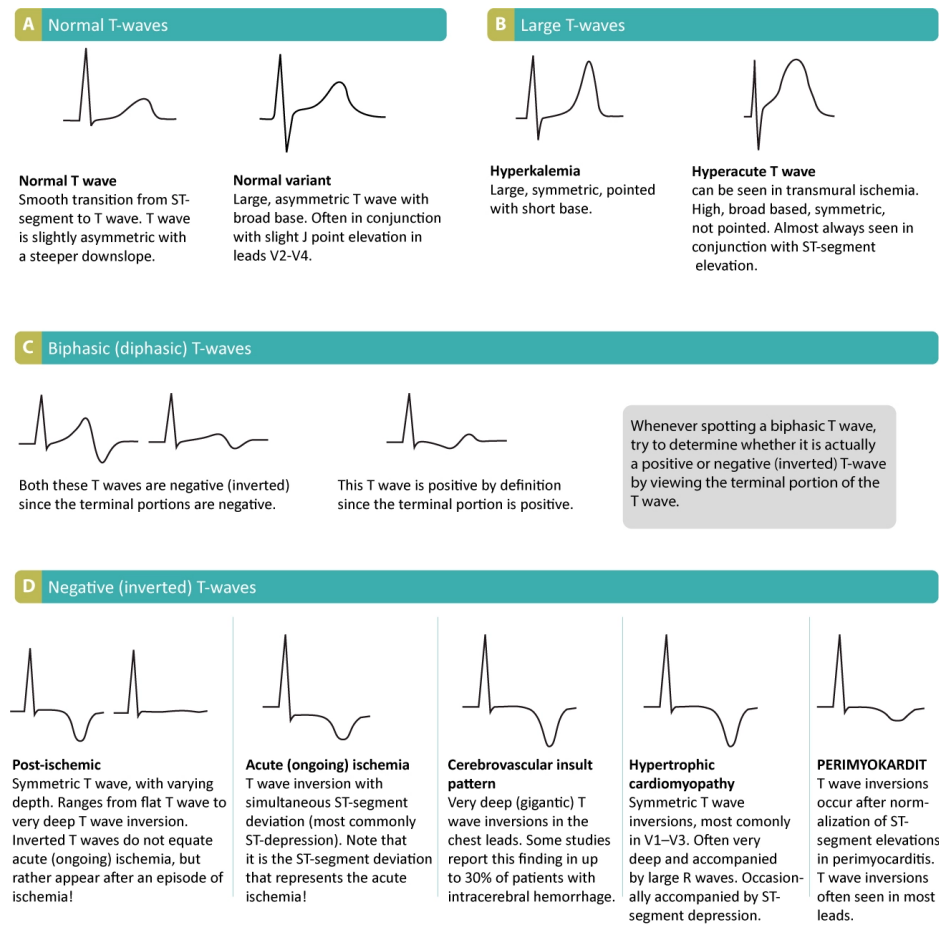 A Normal T-waves
Normal T wave
Smooth transition from ST-
segment to T wave. T wave
is slightly asymmetric with
a steeper downslope.
Normal variant
Large, asymmetric T wave with
broad base. Often in conjunction
with slight J point elevation in
leads V2-V4.
B Large T-waves
Hyperkalemia
Large, symmetric, pointed
with short base.
Hyperacute T wave
can be seen in transmural ischemia.
High, broad based, symmetric,
not pointed. Almost always seen in
conjunction with ST-segment
elevation.
C Biphasic (diphasic) T-waves
Both these T waves are negative (inverted)
since the terminal portions are negative.
This T wave is positive by definition
since the terminal portion is positive.
Whenever spotting a biphasic T wave,
try to determine whether it is actually
a positive or negative (inverted) T-wave
by viewing the terminal portion of the
T wave.
D Negative (inverted) T-waves
Post-ischemic
Symmetric T wave, with varying
depth. Ranges from flat T wave to
very deep T wave inversion.
Inverted T waves do not equate
acute (ongoing) ischemia, but
rather appear after an episode of
ischemia!
Acute (ongoing) ischemia
T wave inversion with
simultaneous ST-segment
deviation (most commonly
ST-depression). Note that
it is the ST-segment deviation
that represents the acute
ischemia!
Cerebrovascular insult
pattern
Very deep (gigantic) T
wave inversions in the
chest leads. Some studies
report this finding in up
to 30% of patients with
intracerebral hemorrhage.
Hypertrophic
cardiomyopathy
Symmetric T wave
inversions, most comonly
in V1–V3. Often very
deep and accompanied
by large R waves. Occasion-
ally accompanied by ST-
segment depression.
PERIMYOKARDIT
T wave inversions
occur after norm-
alization of ST-
segment elevations
in perimyocarditis.
T wave inversions
often seen in most
leads.